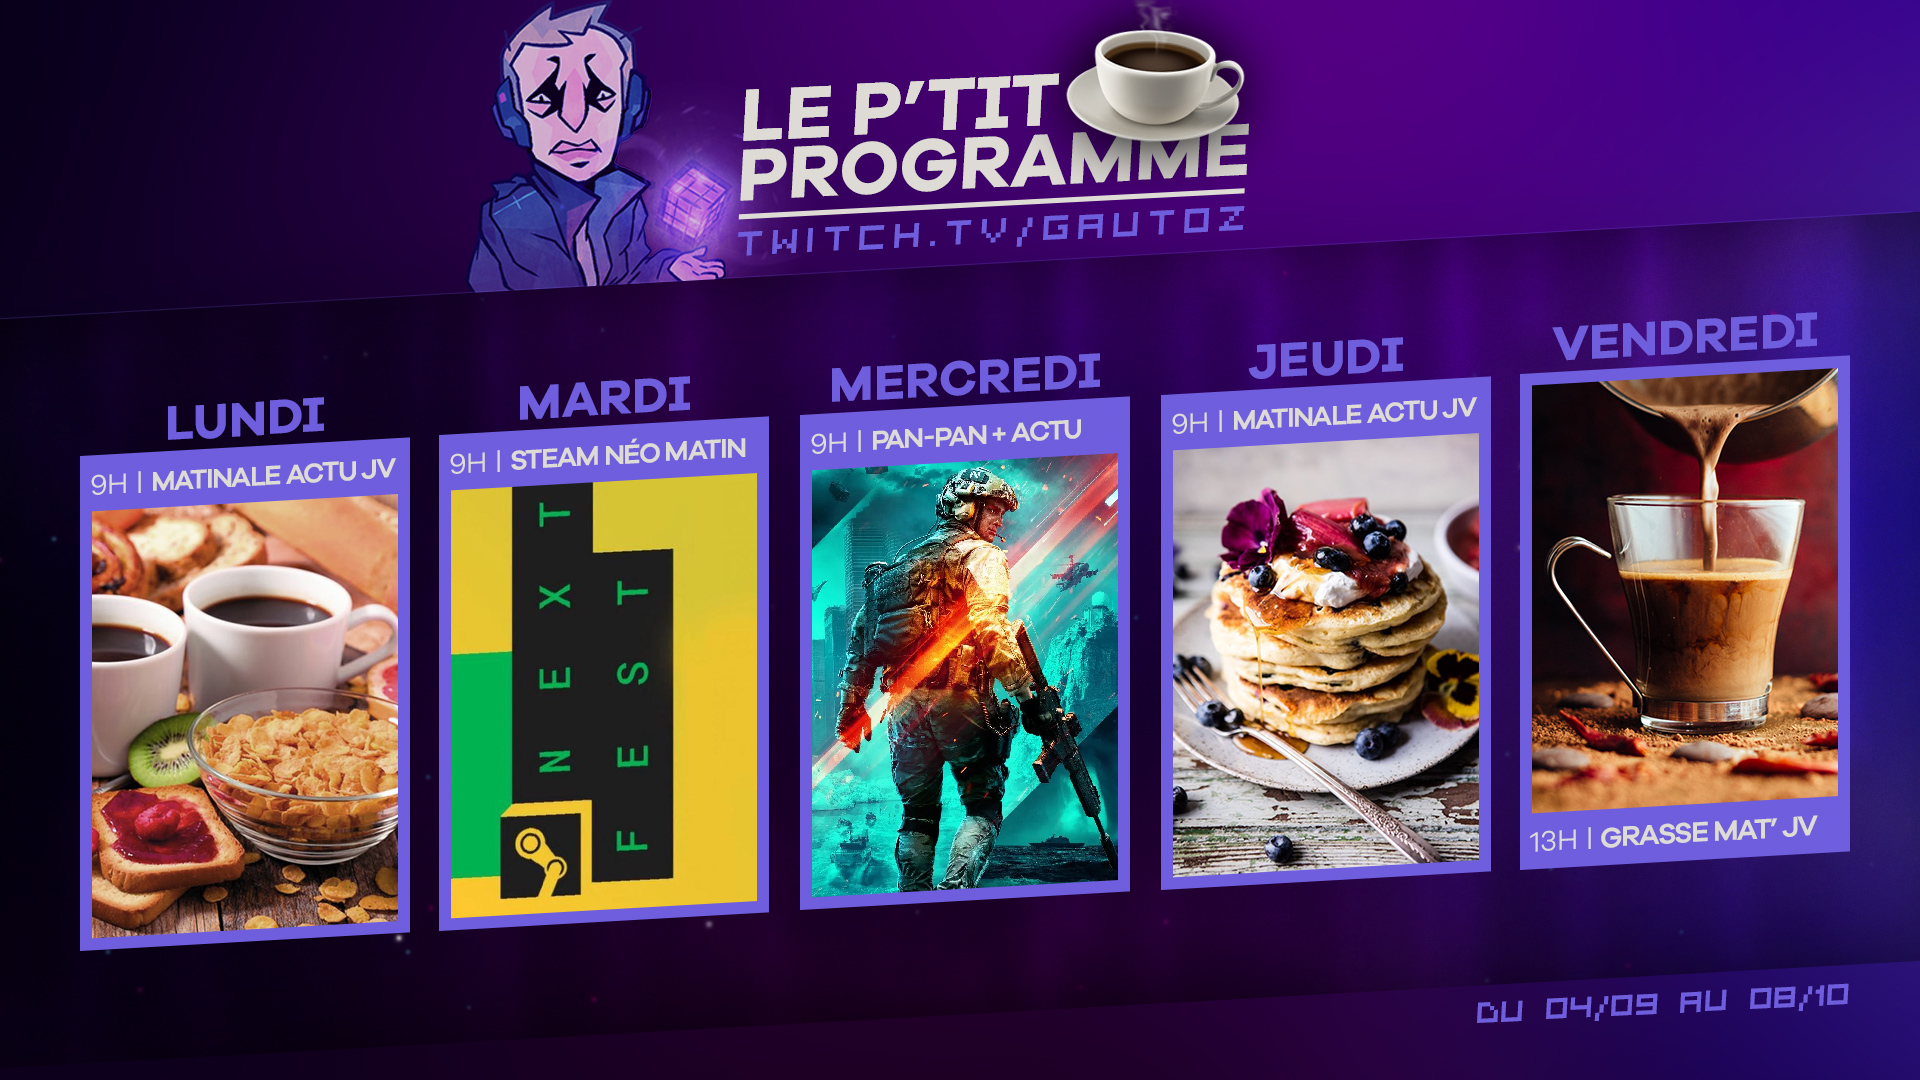 LE P'TIT
PROGRAMME
TWITCH.TV/GAUTOZ
LUNDI
9H | MATINALE ACTU JV
MARDI
9H | STEAM NÉO MATIN
NEXT
FEST
MERCREDI
9H | PAN-PAN + ACTU
JEUDI
9H | MATINALE ACTU JV
VENDREDI
13H | GRASSE MAT' JV
DU 04/09 AU 08/10